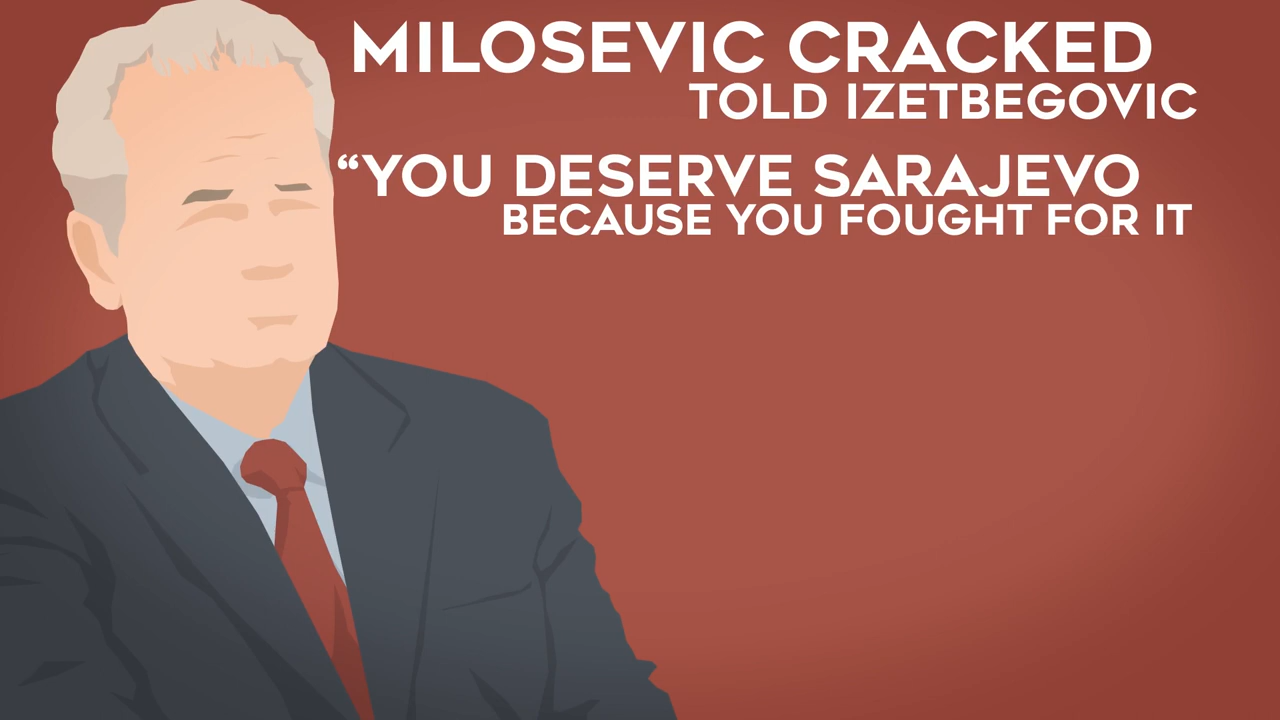 MILOSEVIC CRACKED
TOLD IZETBEGOVIC
“YOU DESERVE SARAJEVO
BECAUSE YOU FOUGHT FOR IT